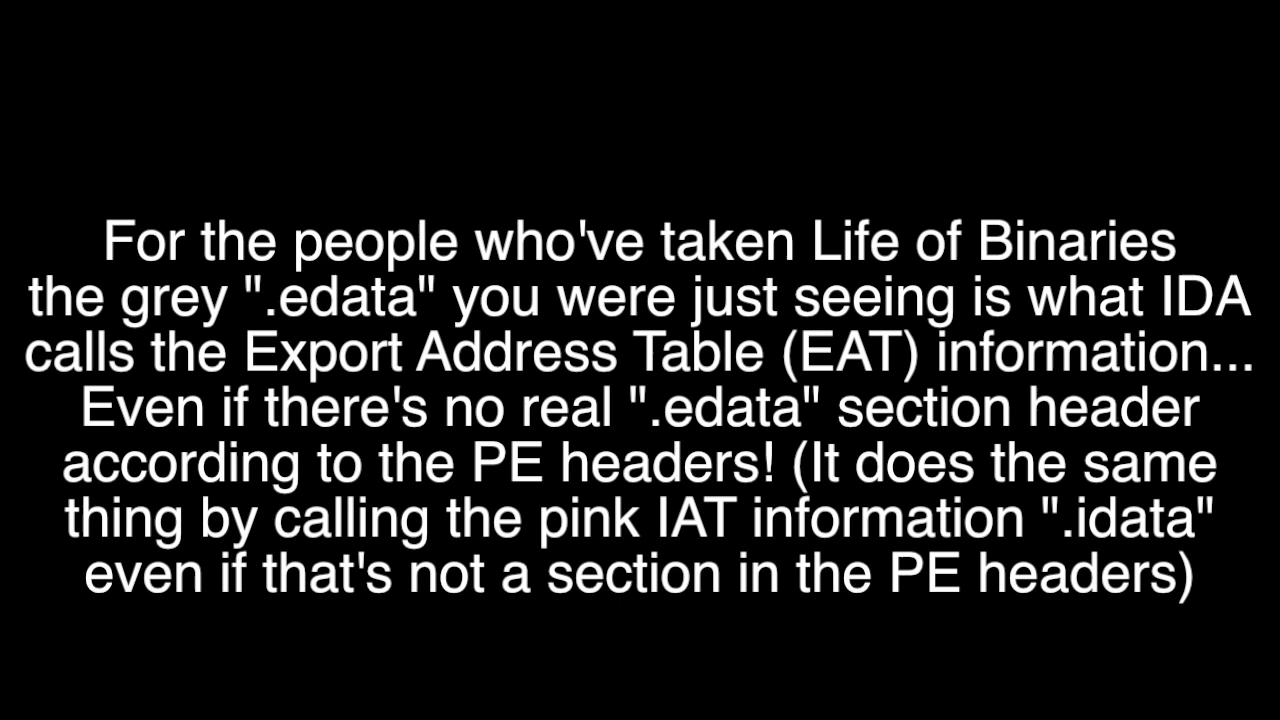 For the people who've taken Life of Binaries
the grey ".edata" you were just seeing is what IDA
calls the Export Address Table (EAT) information...
Even if there's no real ".edata" section header
according to the PE headers! (It does the same
thing by calling the pink IAT information ".idata"
even if that's not a section in the PE headers)